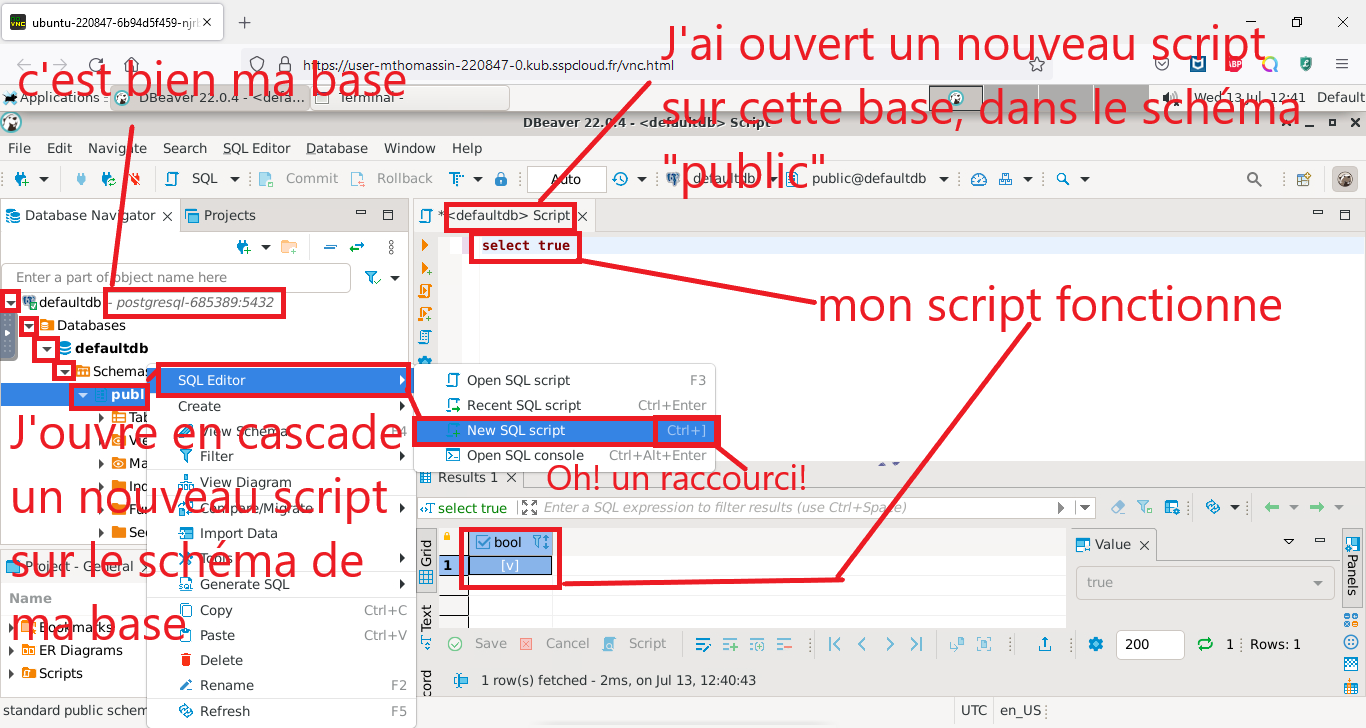 ubuntu-220847-6b94d5f459-njr
https://user-mthomassin-220847-0.kub.sspcloud.fr/vnc.html
J'ai ouvert un nouveau script
sur cette base, dans le schéma
"public"
c'est bien ma base
Applications
DBeaver 22.0.4 - <defa...
Terminal -
Wed 13 Jul, 12:41
Default
DBeaver 22.0.4 - <defaultdb> Script
File Edit Navigate Search SQL Editor Database Window Help
SQL
Commit
Rollback
Auto
defaultdb
public@defaultdb
Database Navigator
Projects
*<defaultdb> Script
select true
Enter a part of object name here
defaultdb - postgresql-685389:5432
Databases
defaultdb
Schemas
publ
Tab
Vie
Ma
Ind
Fu
Sec
mon script fonctionne
SQL Editor
Create
View Schema F4
Filter
View Diagram
Compare/Migrate
Import Data
Tools
Generate SQL
Copy Ctrl+C
Paste Ctrl+V
Delete
Rename F2
Refresh F5
Open SQL script F3
Recent SQL script Ctrl+Enter
New SQL script Ctrl+]
Open SQL console Ctrl+Alt+Enter
Oh! un raccourci!
J'ouvre en cascade
un nouveau script
sur le schéma de
ma base
Project - General
Name
Bookmarks
ER Diagrams
Scripts
standard public schem
Results 1
select true
Enter a SQL expression to filter results (use Ctrl+Space)
Grid
Text
cord
bool
1 [v]
Value
true
Panels
Save
Cancel
Script
200
1
Rows: 1
1 row(s) fetched - 2ms, on Jul 13, 12:40:43
UTC
en_US